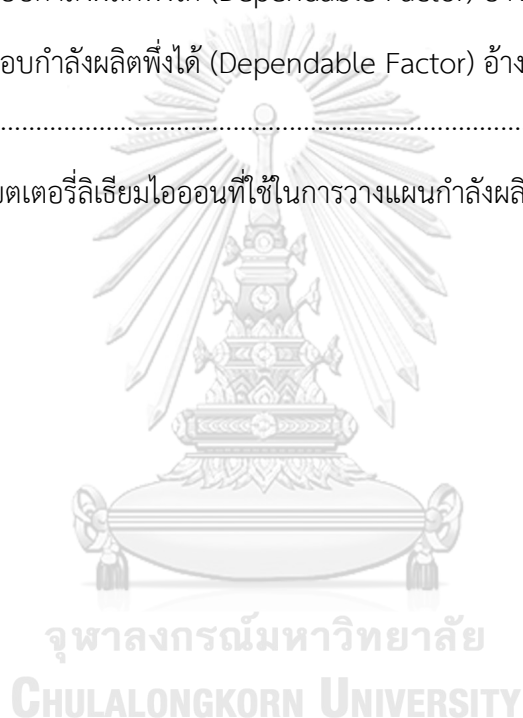 อบกำลังผลิตพึ่งได้ (Dependable Factor) อ้าง
................................................................................
บตเตอรี่ลิเธียมไอออนที่ใช้ในการวางแผนกำลังผลิ
จุฬาลงกรณ์มหาวิทยาลัย
CHULALONGKORN UNIVERSITY